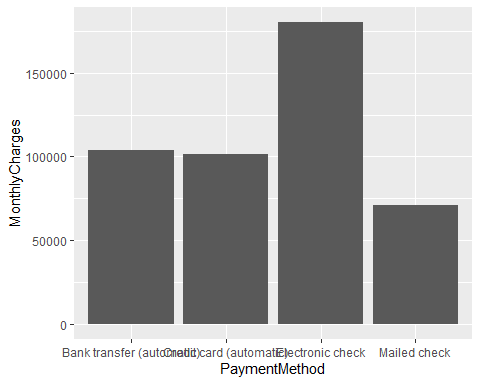 MonthlyCharges
150000
100000
50000
0
Bank transfer (automatic)
Credit card (automatic)
Electronic check
Mailed check
PaymentMethod